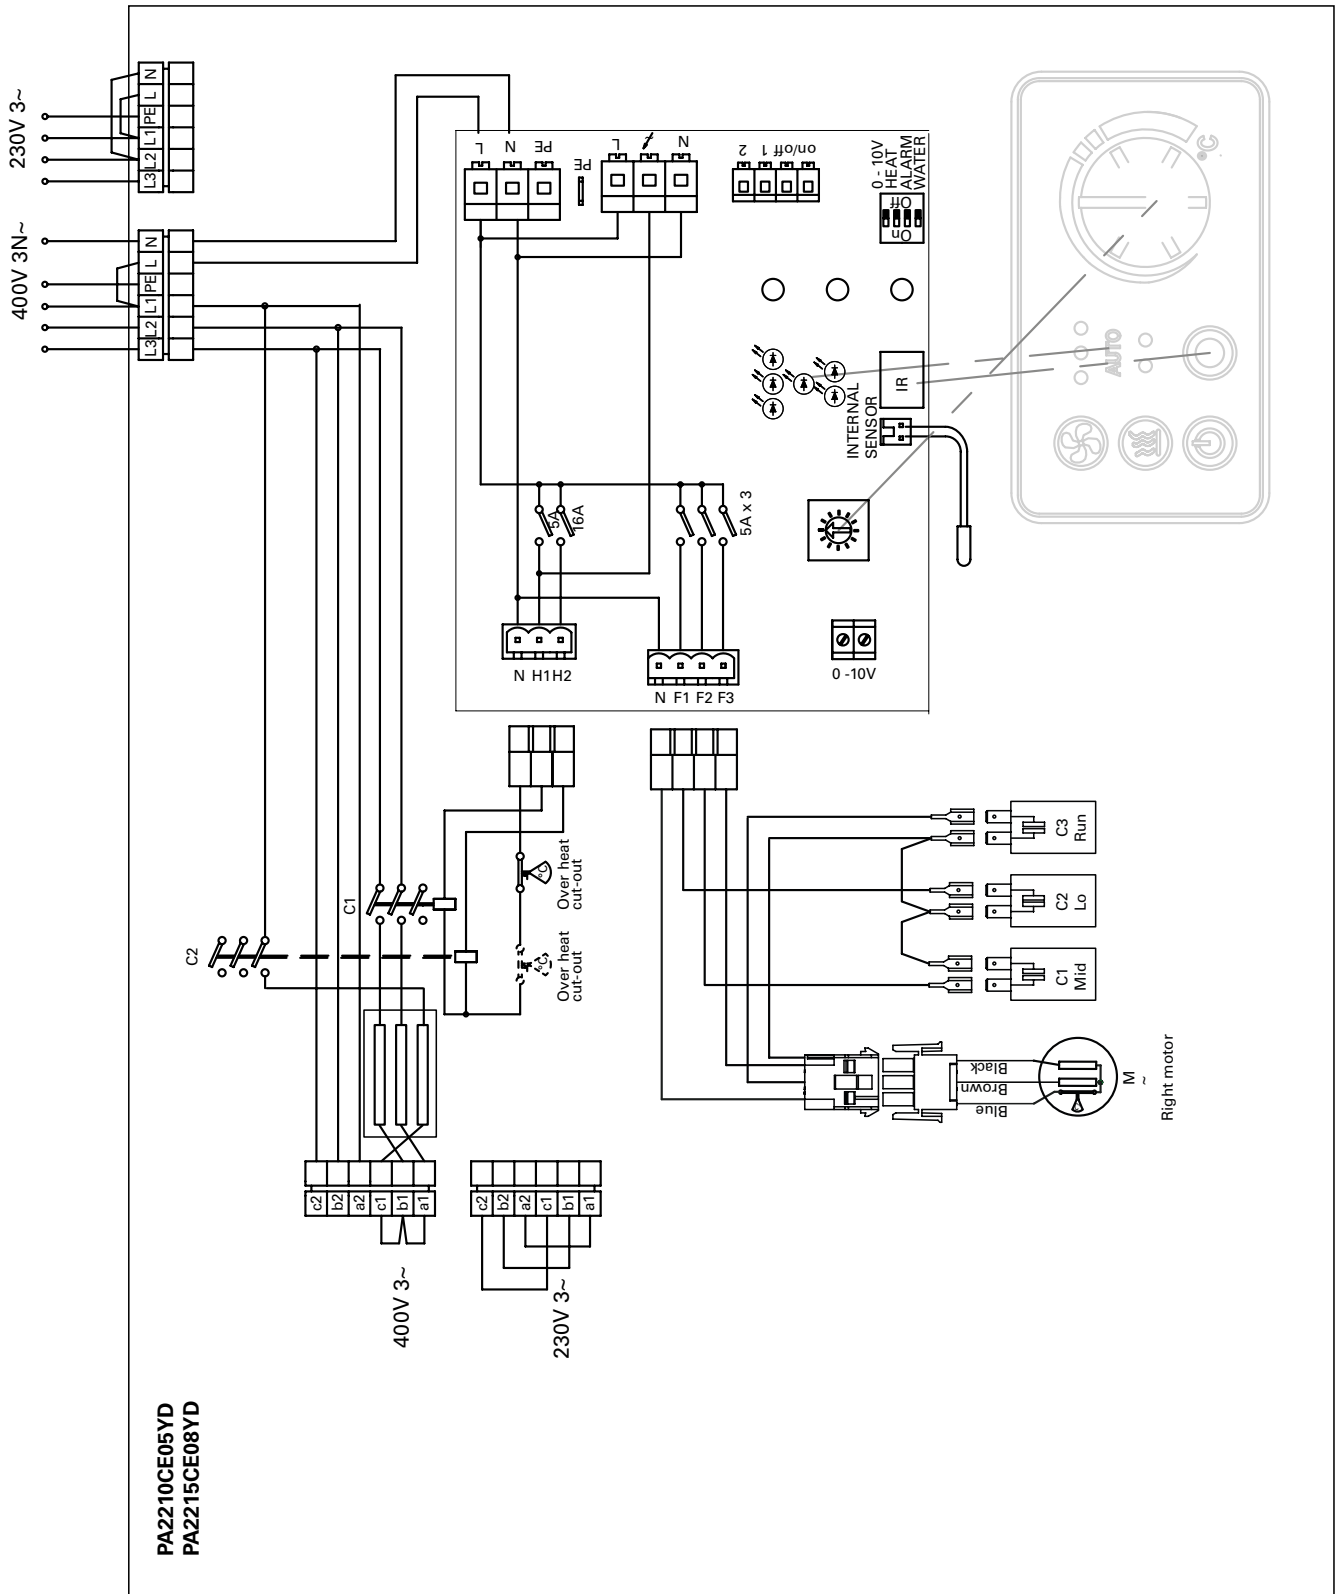 230V 3~
N
L
PE
L1
L2
L3
400V 3N~
N
L
PE
L1
L2
L3
L
N
PE
PE
L
N
2
1
on/off
0 - 10V
HEAT
ALARM
WATER
Off
On
°C
AUTO
IR
INTERNAL
SENSOR
5A
16A
5A x 3
N H1 H2
N F1 F2 F3
0 -10V
C1
C2
°C
Over heat
cut-out
°C
Over heat
cut-out
C3
Run
C2
Lo
C1
Mid
Black
Brown
Blue
M
~
Right motor
c2
b2
a2
c1
b1
a1
400V 3~
c2
b2
a2
c1
b1
a1
230V 3~
PA2210CE05YD
PA2215CE08YD